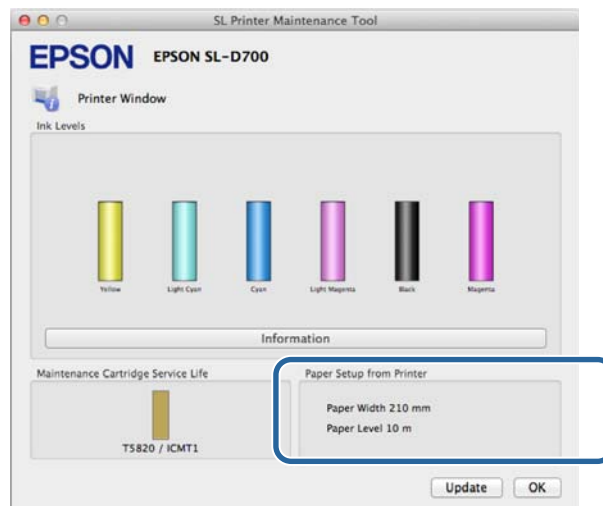 SL Printer Maintenance Tool
EPSON EPSON SL-D700
Printer Window
Ink Levels
Yellow Light Cyan Cyan Light Magenta Black Magenta
Information
Maintenance Cartridge Service Life
T5820 / ICMT1
Paper Setup from Printer
Paper Width 210 mm
Paper Level 10 m
Update OK